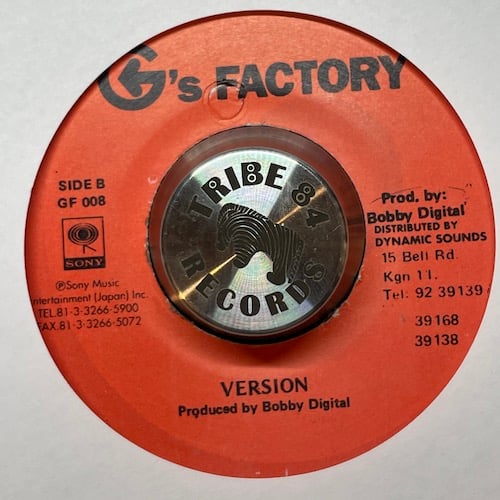 G's FACTORY
SIDE B
GF 008
SONY
℗Sony Music
Entertainment (Japan) Inc.
TEL.81-3-3266-5900
FAX.81-3-3266-5072
TRIBE 84
RECORDS
Prod. by:
Bobby Digital
DISTRIBUTED BY
DYNAMIC SOUNDS
15 Bell Rd.
Kgn 11.
Tel: 92 39139
39168
39138
VERSION
Produced by Bobby Digital